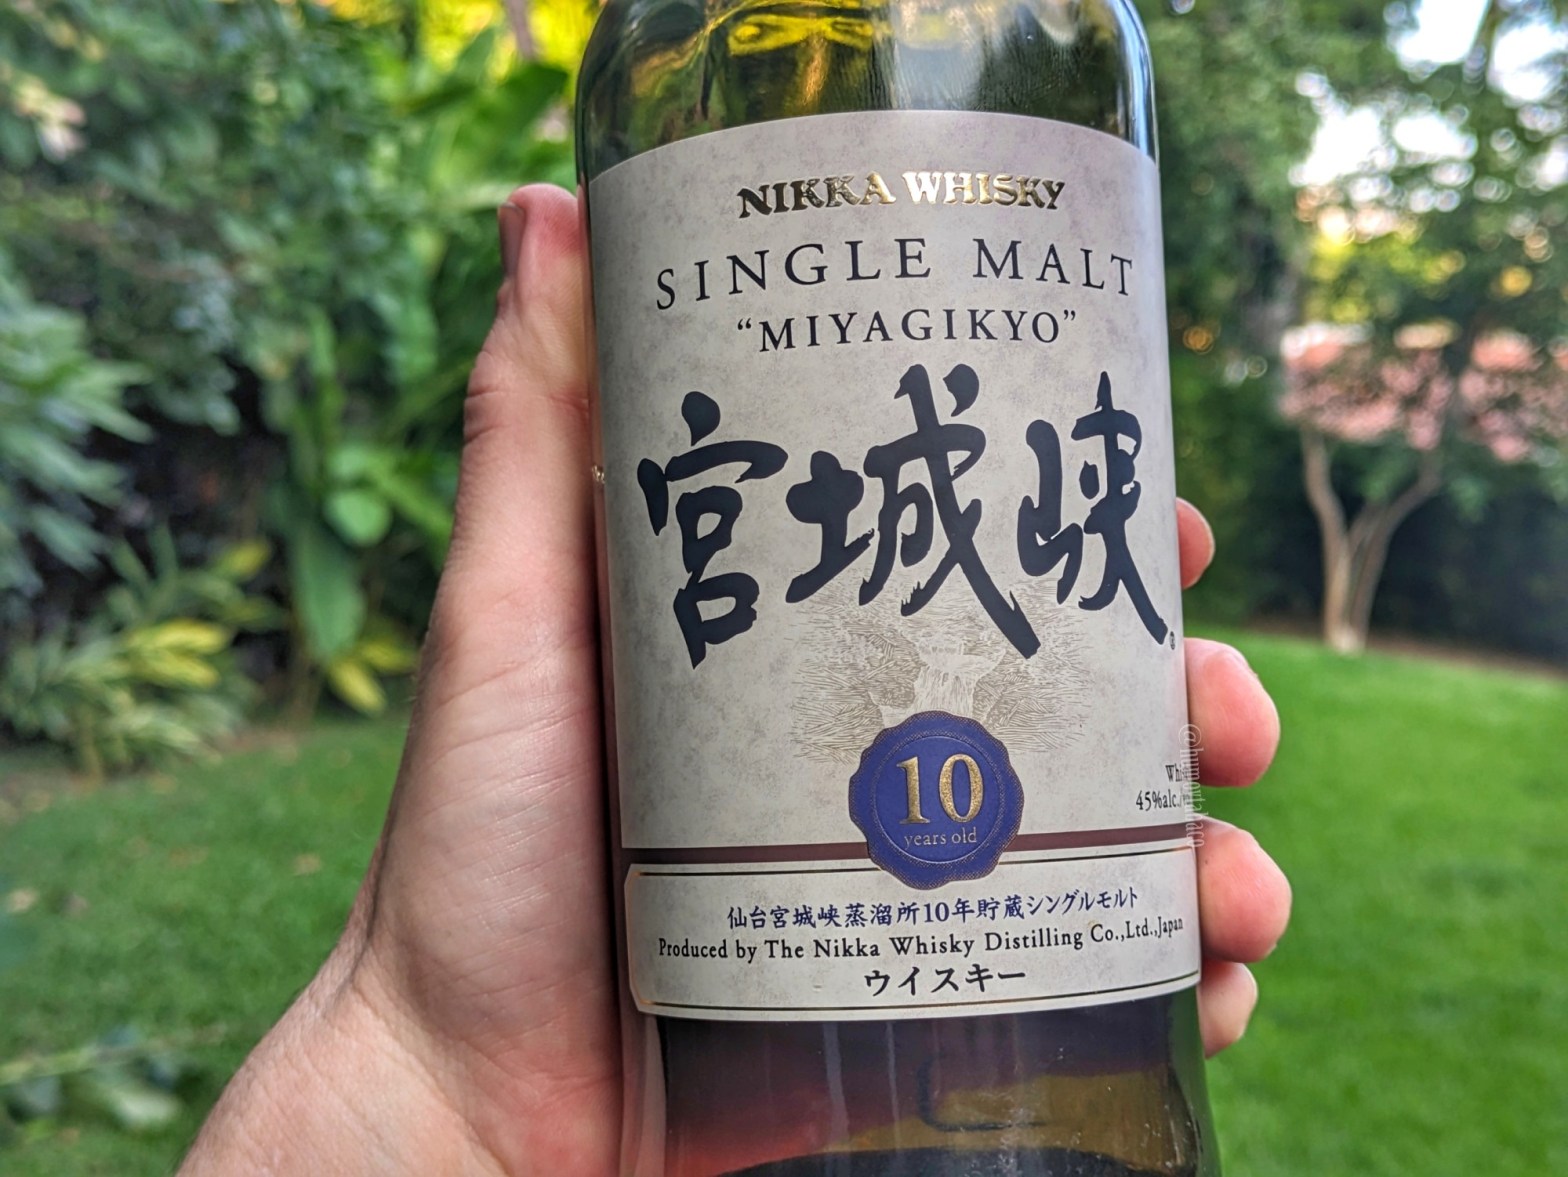 NIKKA WHISKY
SINGLE MALT
“MIYAGIKYO”
宮城峡
10
years old
45%alc.
仙台宮城峡蒸溜所10年貯蔵シングルモルト
Produced by The Nikka Whisky Distilling Co.,Ltd.,Japan
ウイスキー